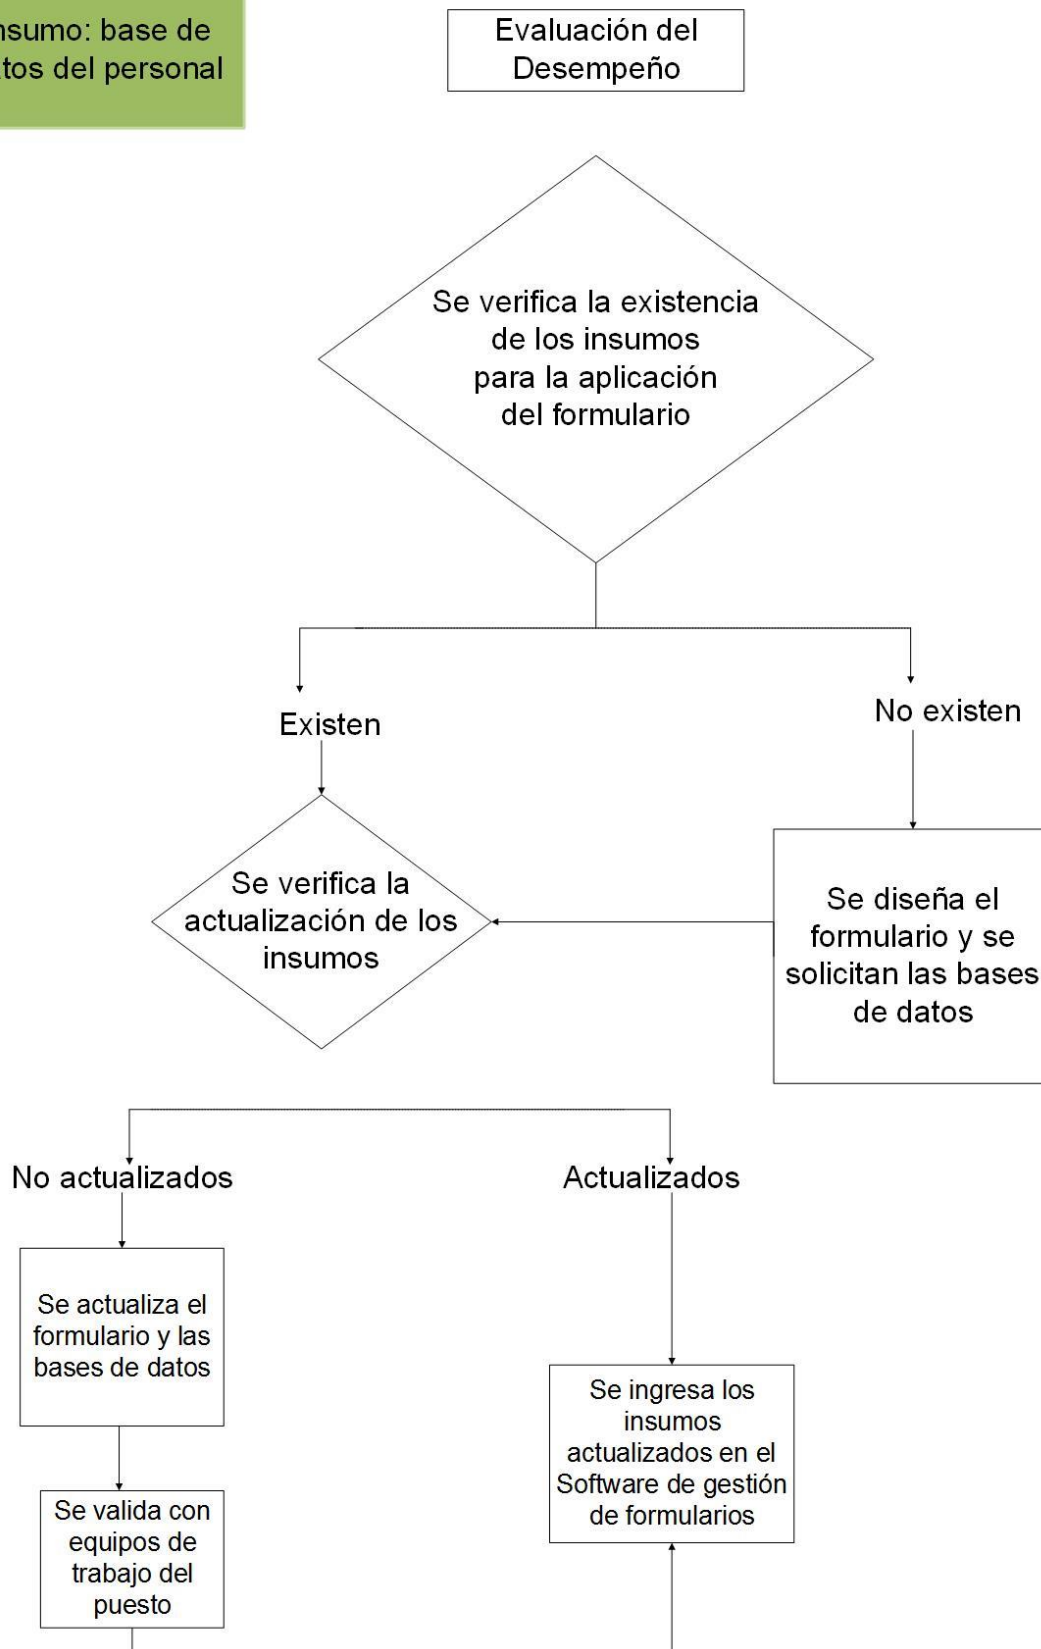 nsumo: base de
tos del personal
Evaluación del
Desempeño
Se verifica la existencia
de los insumos
para la aplicación
del formulario
Existen
No existen
Se verifica la
actualización de los
insumos
Se diseña el
formulario y se
solicitan las bases
de datos
No actualizados
Actualizados
Se actualiza el
formulario y las
bases de datos
Se ingresa los
insumos
actualizados en el
Software de gestión
de formularios
Se valida con
equipos de
trabajo del
puesto